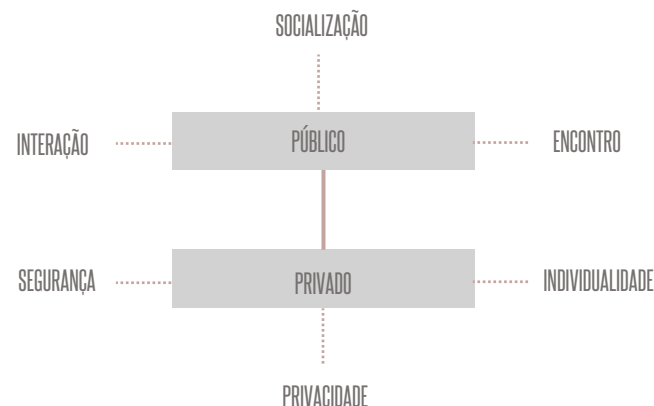 SOCIALIZAÇÃO
INTERAÇÃO
PÚBLICO
ENCONTRO
SEGURANÇA
PRIVADO
INDIVIDUALIDADE
PRIVACIDADE